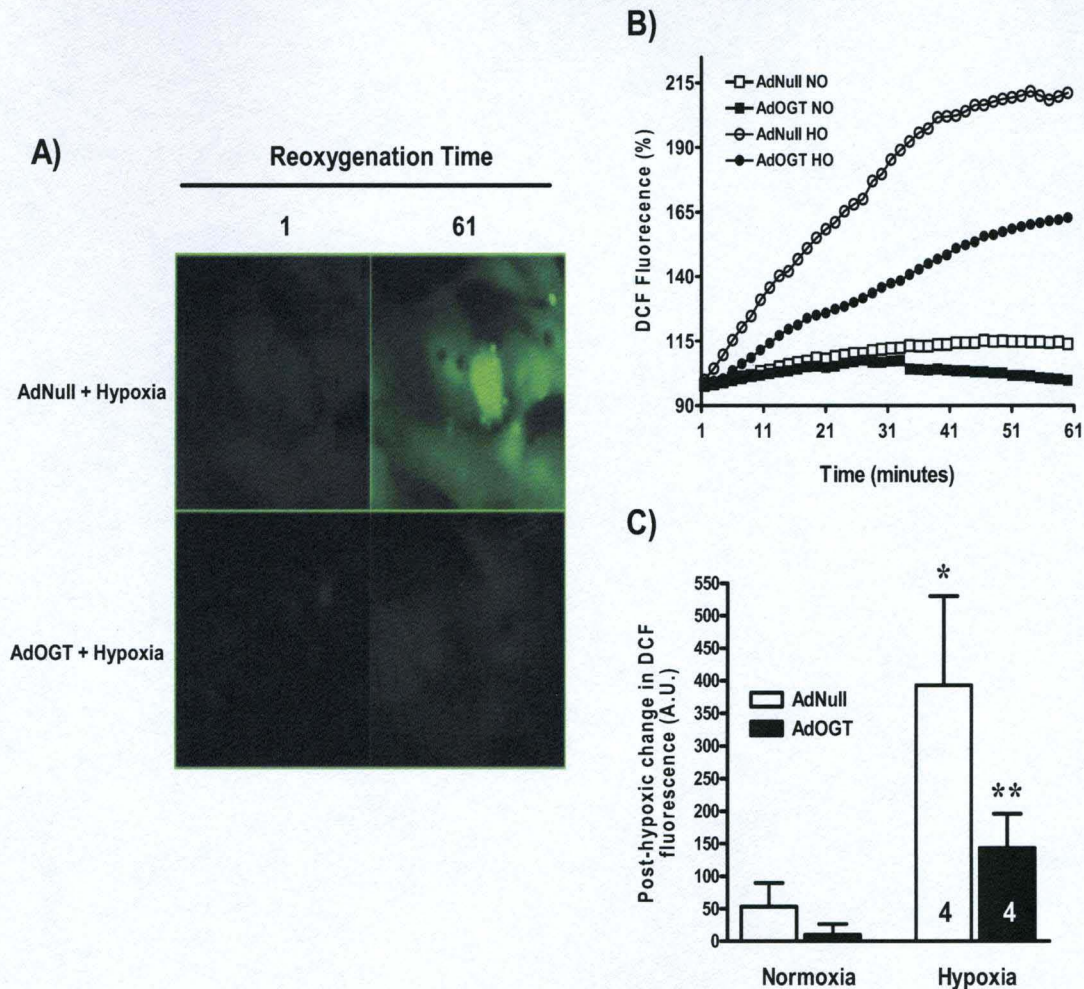 A)
Reoxygenation Time
1 61
AdNull + Hypoxia
AdOGT + Hypoxia
B)
DCF Fluorecence (%)
215
190
165
140
115
90
AdNull NO
AdOGT NO
AdNull HO
AdOGT HO
1 11 21 31 41 51 61
Time (minutes)
C)
Post-hypoxic change in DCF
fluorescence (A.U.)
550
500
450
400
350
300
250
200
150
100
50
0
AdNull
AdOGT
*
**
4 4
Normoxia Hypoxia